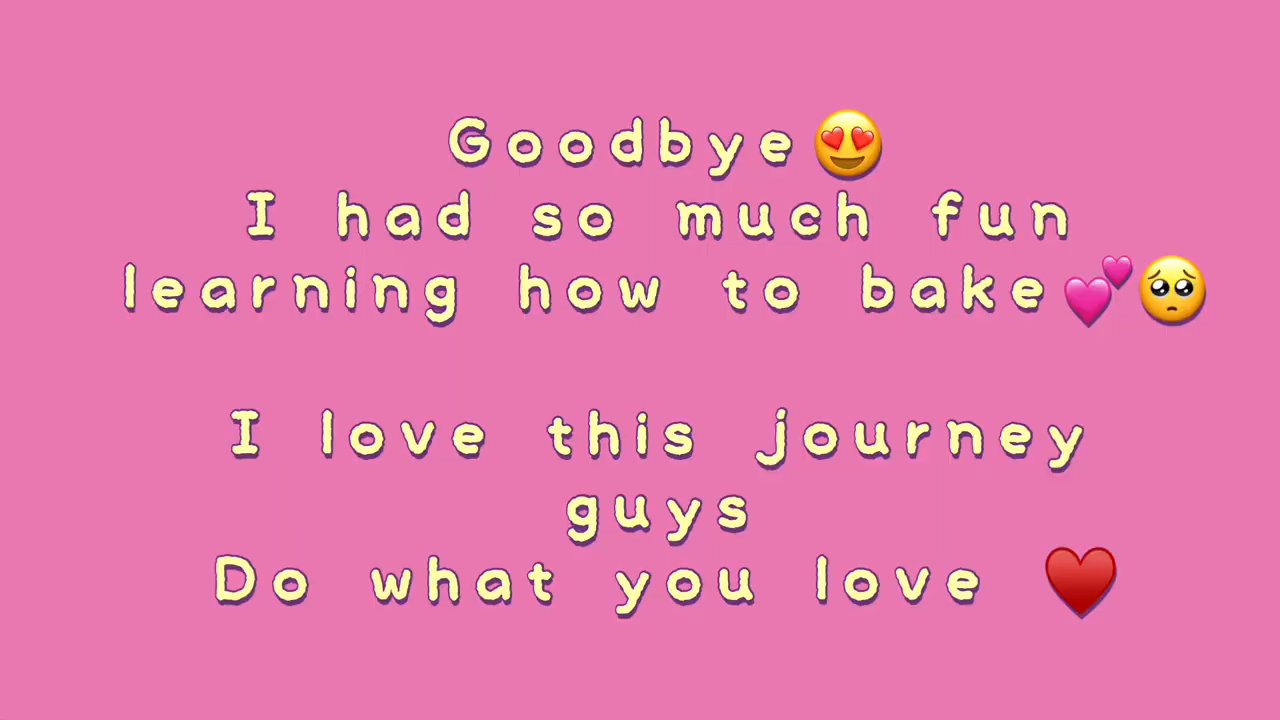 Goodbye😍
I had so much fun
learning how to bake💕🥺
I love this journey
guys
Do what you love ♥️